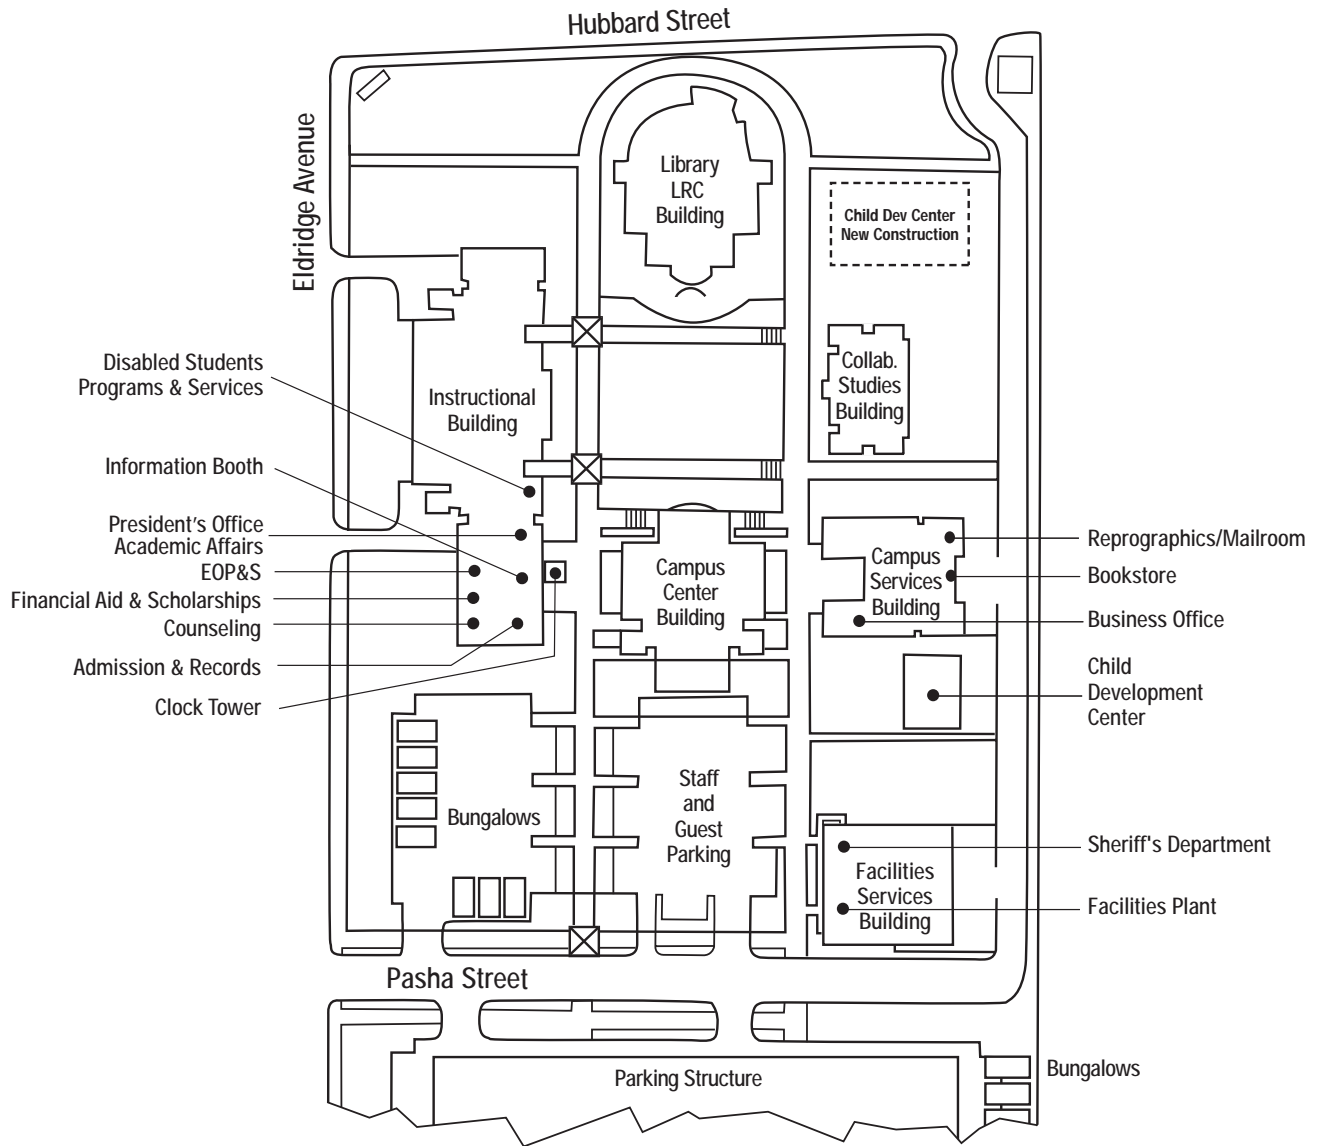 Hubbard Street
Eldridge Avenue
Library
LRC
Building
Child Dev Center
New Construction
Disabled Students
Programs & Services
Instructional
Building
Collab.
Studies
Building
Information Booth
President's Office
Academic Affairs
EOP&S
Financial Aid & Scholarships
Counseling
Admission & Records
Clock Tower
Campus
Center
Building
Campus
Services
Building
Reprographics/Mailroom
Bookstore
Business Office
Child
Development
Center
Bungalows
Staff
and
Guest
Parking
Facilities
Services
Building
Sheriff's Department
Facilities Plant
Pasha Street
Parking Structure
Bungalows